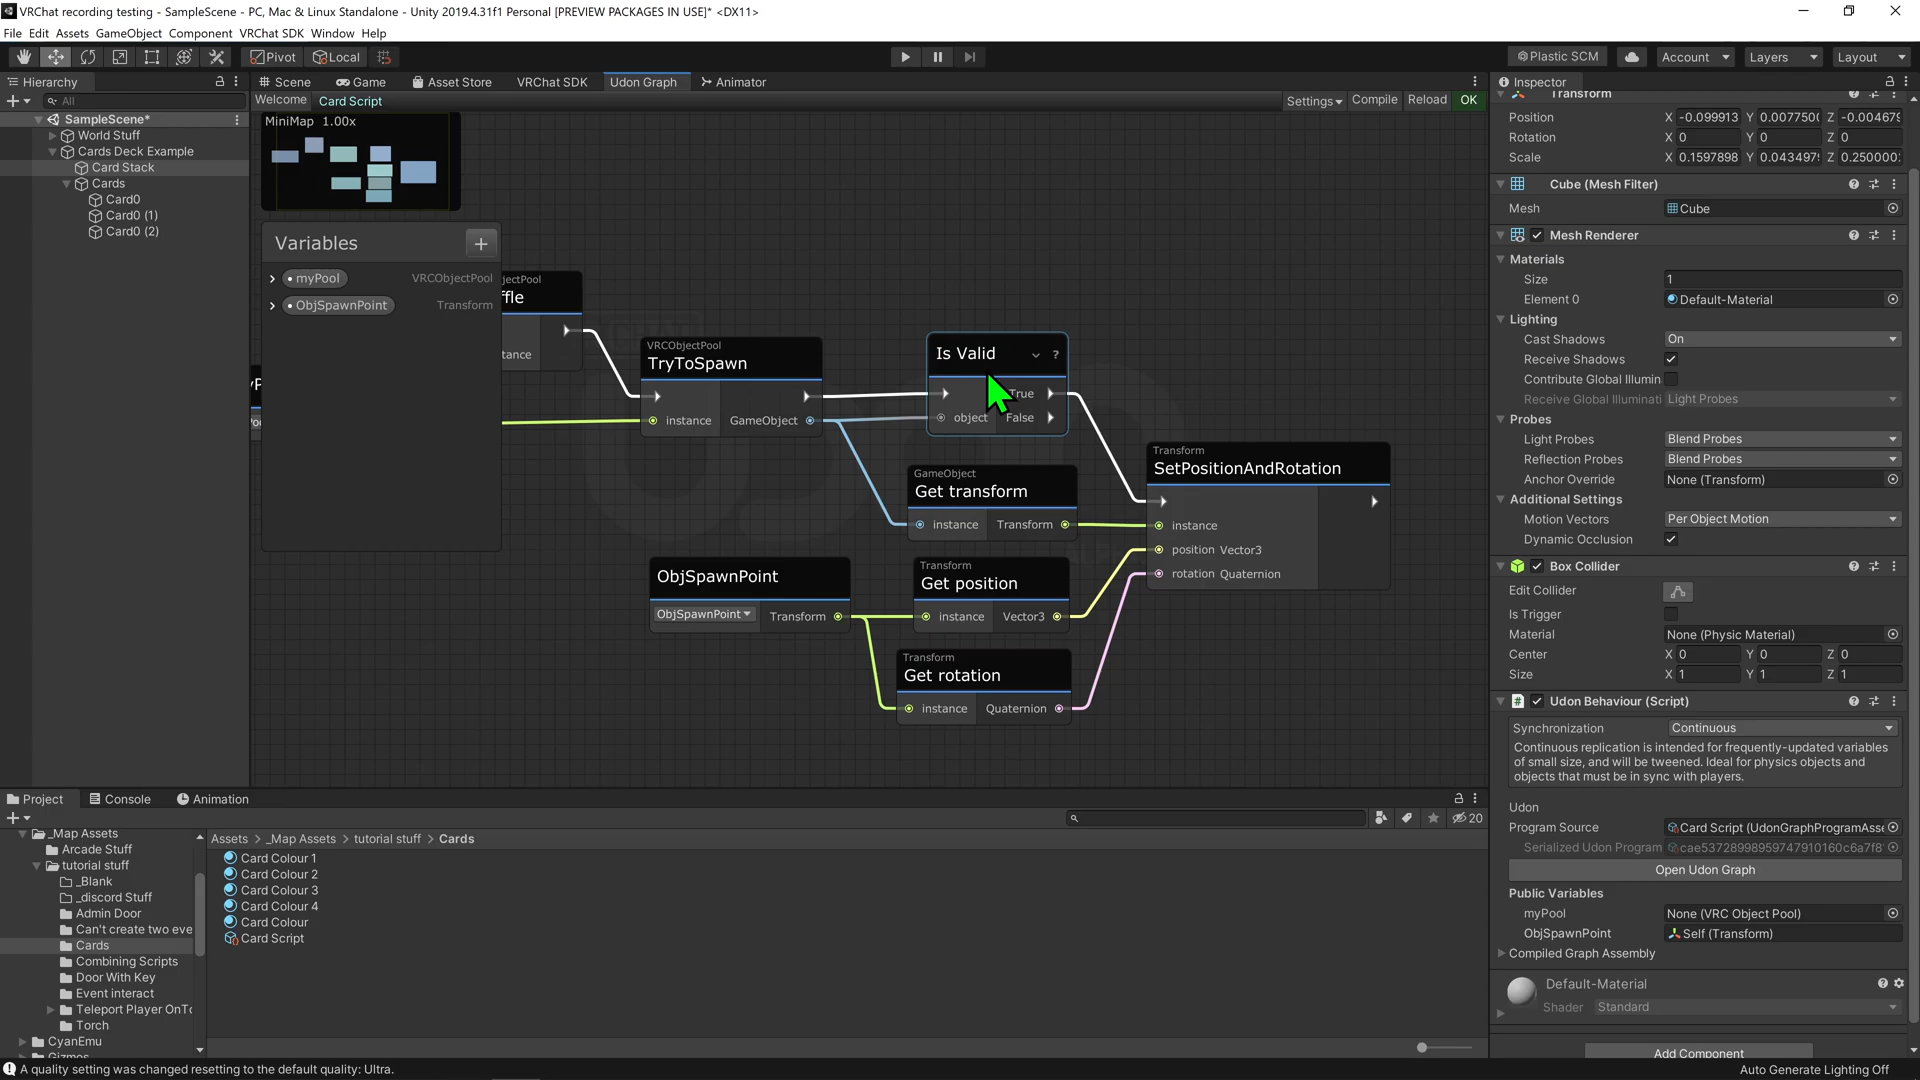 VRChat recording testing - SampleScene - PC, Mac & Linux Standalone - Unity 2019.4.31f1 Personal [PREVIEW PACKAGES IN USE]* <DX11>
File Edit Assets GameObject Component VRChat SDK Window Help
Pivot Local Plastic SCM Account Layers Layout
Hierarchy
All
SampleScene*
World Stuff
Cards Deck Example
Card Stack
Cards
Card0
Card0 (1)
Card0 (2)
Scene Game Asset Store VRChat SDK Udon Graph Animator
Welcome Card Script Settings Compile Reload OK
MiniMap 1.00x
Variables
myPool VRCObjectPool
ObjSpawnPoint Transform
jectPool
ffle
tance
VRCObjectPool
TryToSpawn
instance GameObject
Is Valid ?
True
object False
GameObject
Get transform
instance Transform
Transform
SetPositionAndRotation
instance
position Vector3
rotation Quaternion
ObjSpawnPoint
ObjSpawnPoint Transform
Transform
Get position
instance Vector3
Transform
Get rotation
instance Quaternion
Inspector
Transform
Position X -0.099913 Y 0.0077500 Z -0.004679
Rotation X 0 Y 0 Z 0
Scale X 0.1597898 Y 0.0434979 Z 0.250000
Cube (Mesh Filter)
Mesh Cube
Mesh Renderer
Materials
Size 1
Element 0 Default-Material
Lighting
Cast Shadows On
Receive Shadows
Contribute Global Illumin
Receive Global Illuminati Light Probes
Probes
Light Probes Blend Probes
Reflection Probes Blend Probes
Anchor Override None (Transform)
Additional Settings
Motion Vectors Per Object Motion
Dynamic Occlusion
Box Collider
Edit Collider
Is Trigger
Material None (Physic Material)
Center X 0 Y 0 Z 0
Size X 1 Y 1 Z 1
Udon Behaviour (Script)
Synchronization Continuous
Continuous replication is intended for frequently-updated variables
of small size, and will be tweened. Ideal for physics objects and
objects that must be in sync with players.
Udon
Program Source Card Script (UdonGraphProgramAsse
Serialized Udon Program
Open Udon Graph
Public Variables
myPool None (VRC Object Pool)
ObjSpawnPoint Self (Transform)
Compiled Graph Assembly
Default-Material
Shader Standard
Add Component
Project Console Animation
20
_Map Assets
Arcade Stuff
tutorial stuff
_Blank
_discord Stuff
Admin Door
Can't create two eve
Cards
Combining Scripts
Door With Key
Event interact
Teleport Player OnTo
Torch
CyanEmu
Gizmos
Assets > _Map Assets > tutorial stuff > Cards
Card Colour 1
Card Colour 2
Card Colour 3
Card Colour 4
Card Colour
Card Script
A quality setting was changed resetting to the default quality: Ultra.
Auto Generate Lighting Off